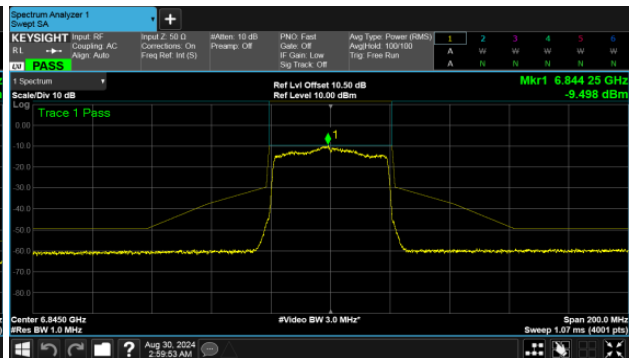 Spectrum Analyzer 1
Swept SA
KEYSIGHT Input: RF
RL
Coupling: AC
Align: Auto
PASS
Input Z: 50 Ω
Corrections: On
Freq Ref: Int (S)
#Atten: 10 dB
Preamp: Off
PNO: Fast
Gate: Off
IF Gain: Low
Sig Track: Off
Avg Type: Power (RMS)
Avg|Hold: 100/100
Trig: Free Run
1 2 3 4 5 6
A W W W W W
A N N N N N
1 Spectrum
Scale/Div 10 dB
Ref Lvl Offset 10.50 dB
Ref Level 10.00 dBm
Mkr1 6.844 25 GHz
-9.498 dBm
Log
Trace 1 Pass
1
0.00
-10.0
-20.0
-30.0
-40.0
-50.0
-60.0
-70.0
-80.0
Center 6.8450 GHz
#Res BW 1.0 MHz
#Video BW 3.0 MHz*
Span 200.0 MHz
Sweep 1.07 ms (4001 pts)
?
Aug 30, 2024
2:59:53 AM